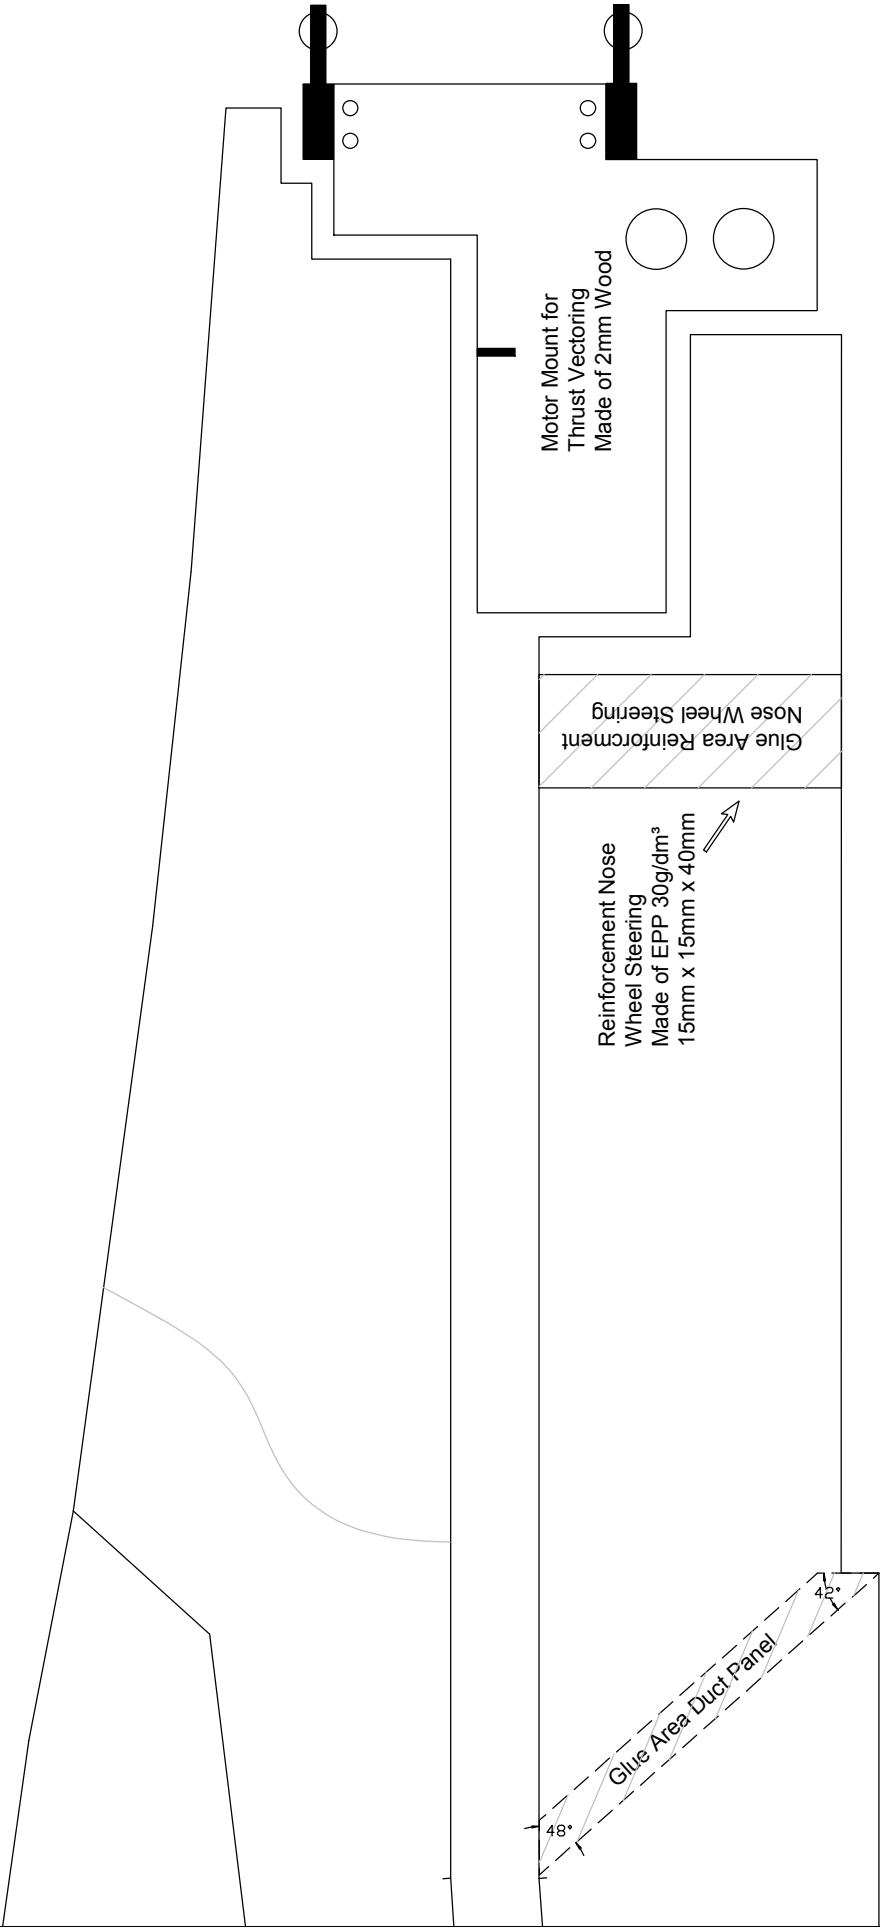 Motor Mount for
Thrust Vectoring
Made of 2mm Wood
Glue Area Reinforcment
Nose Wheel Steering
Reinforcement Nose
Wheel Steering
Made of EPP 30g/dm³
15mm x 15mm x 40mm
42°
Glue Area Duct Panel
48°